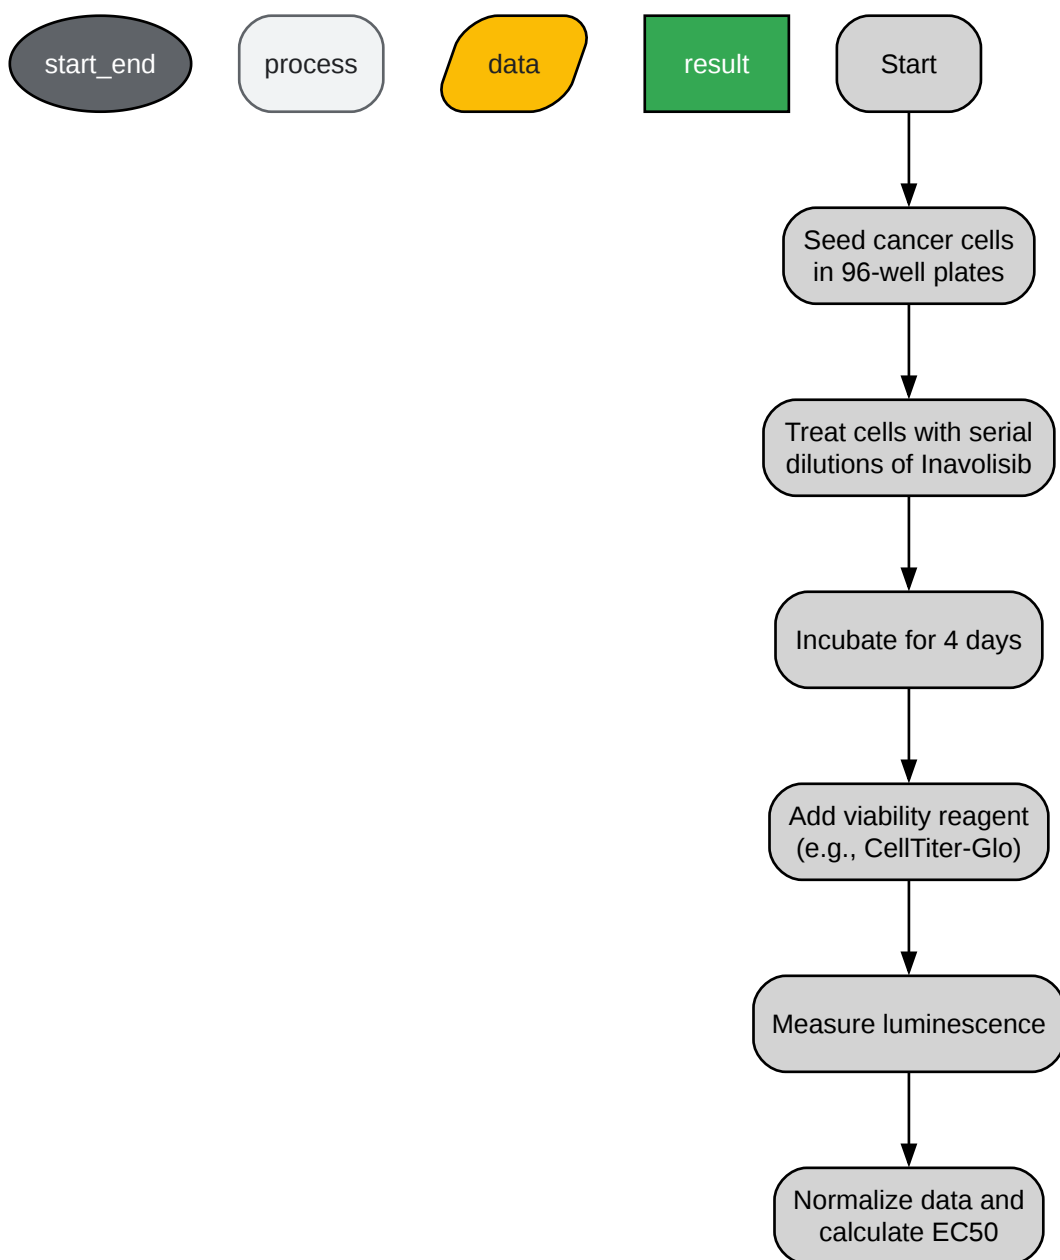 start_end
process
data
result
Start
Seed cancer cells
in 96-well plates
Treat cells with serial
dilutions of Inavolisib
Incubate for 4 days
Add viability reagent
(e.g., CellTiter-Glo)
Measure luminescence
Normalize data and
calculate EC50